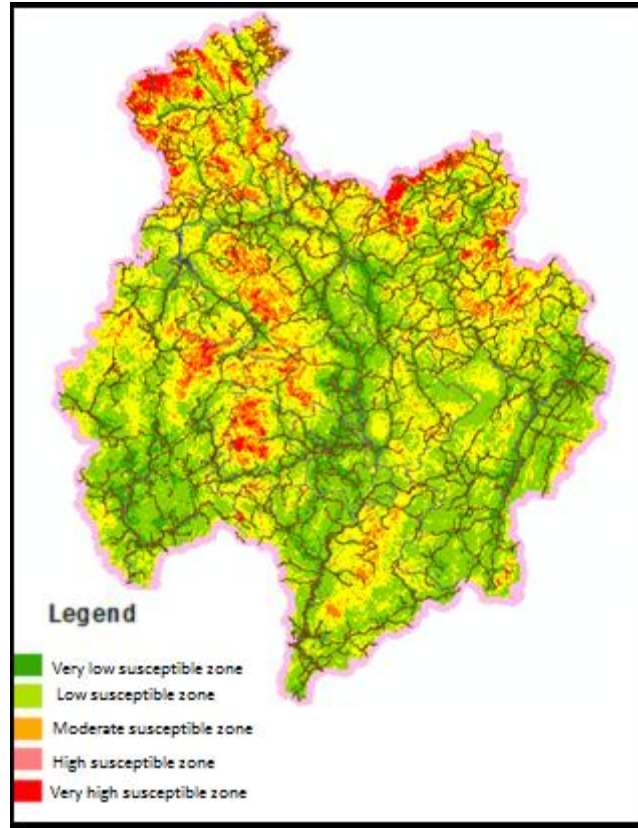 Legend
Very low susceptible zone
Low susceptible zone
Moderate susceptible zone
High susceptible zone
Very high susceptible zone